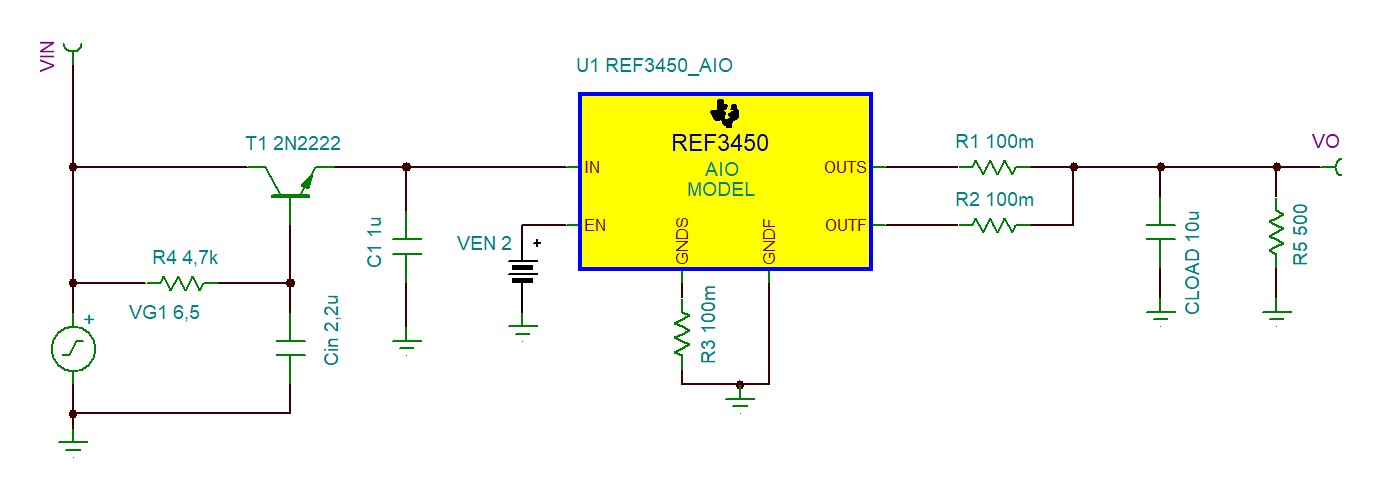 VIN
U1 REF3450_AIO
T1 2N2222
REF3450
AIO
MODEL
IN
EN
OUTS
OUTF
GNDS
GNDF
R1 100m
R2 100m
VO
C1 1u
VEN 2
+
R4 4,7k
VG1 6,5
+
Cin 2,2u
R3 100m
CLOAD 10u
R5 500